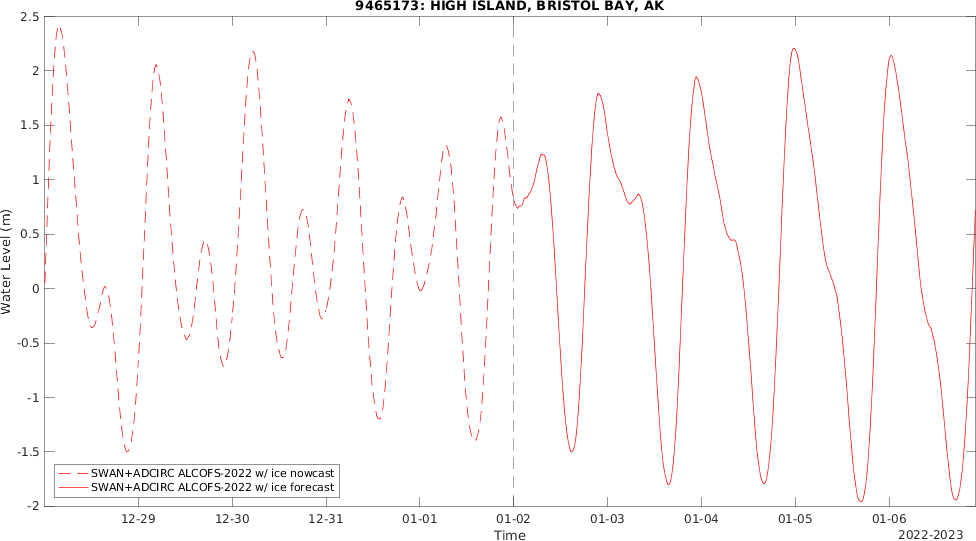 9465173: HIGH ISLAND, BRISTOL BAY, AK
2.5
2
1.5
1
0.5
0
-0.5
-1
-1.5
-2
Water Level (m)
SWAN+ADCIRC ALCOFS-2022 w/ ice nowcast
SWAN+ADCIRC ALCOFS-2022 w/ ice forecast
12-29 12-30 12-31 01-01 01-02 01-03 01-04 01-05 01-06
Time
2022-2023